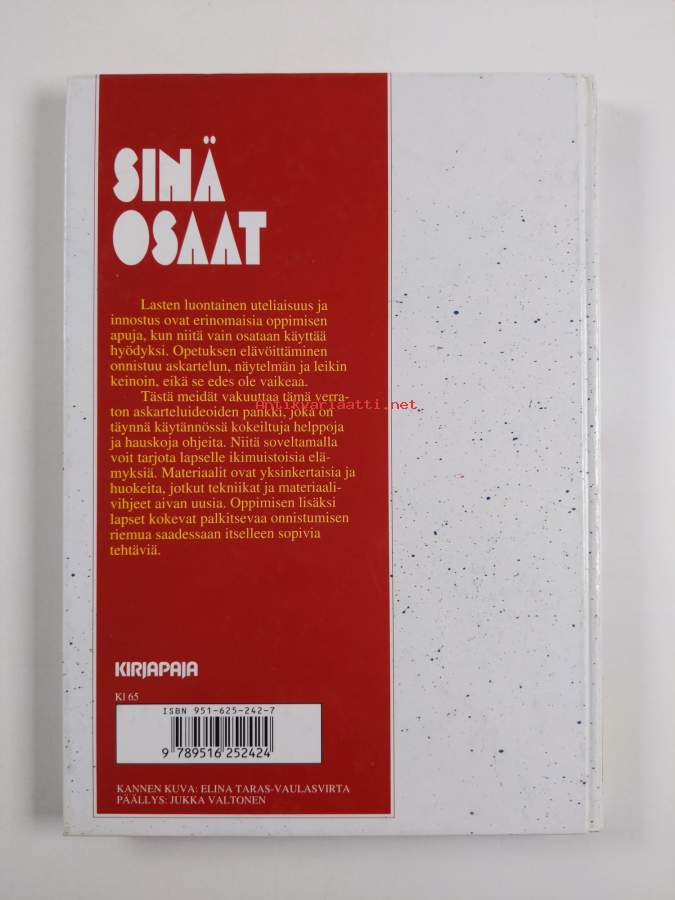 SINÄ
OSAAT
Lasten luontainen uteliaisuus ja
innostus ovat erinomaisia oppimisen
apuja, kun niitä vain osataan käyttää
hyödyksi. Opetuksen elävöittäminen
onnistuu askartelun, näytelmän ja leikin
keinoin, eikä se edes ole vaikeaa.
Tästä meidät vakuuttaa tämä verra-
ton askarteluideoiden pankki, joka on
Antikvariaatti.net
täynnä käytännössä kokeiltuja helppoja
ja hauskoja ohjeita. Niitä soveltamalla
voit tarjota lapselle ikimuistoisia elä-
myksiä. Materiaalit ovat yksinkertaisia ja
huokeita, jotkut tekniikat ja materiaali-
vihjeet aivan uusia. Oppimisen lisäksi
lapset kokevat palkitsevaa onnistumisen
riemua saadessaan itselleen sopivia
tehtäviä.
KIRJAPAJA
Kl 65
ISBN 951-625-242-7
9 789516 252424
KANNEN KUVA: ELINA TARAS-VAULASVIRTA
PÄÄLLYS: JUKKA VALTONEN